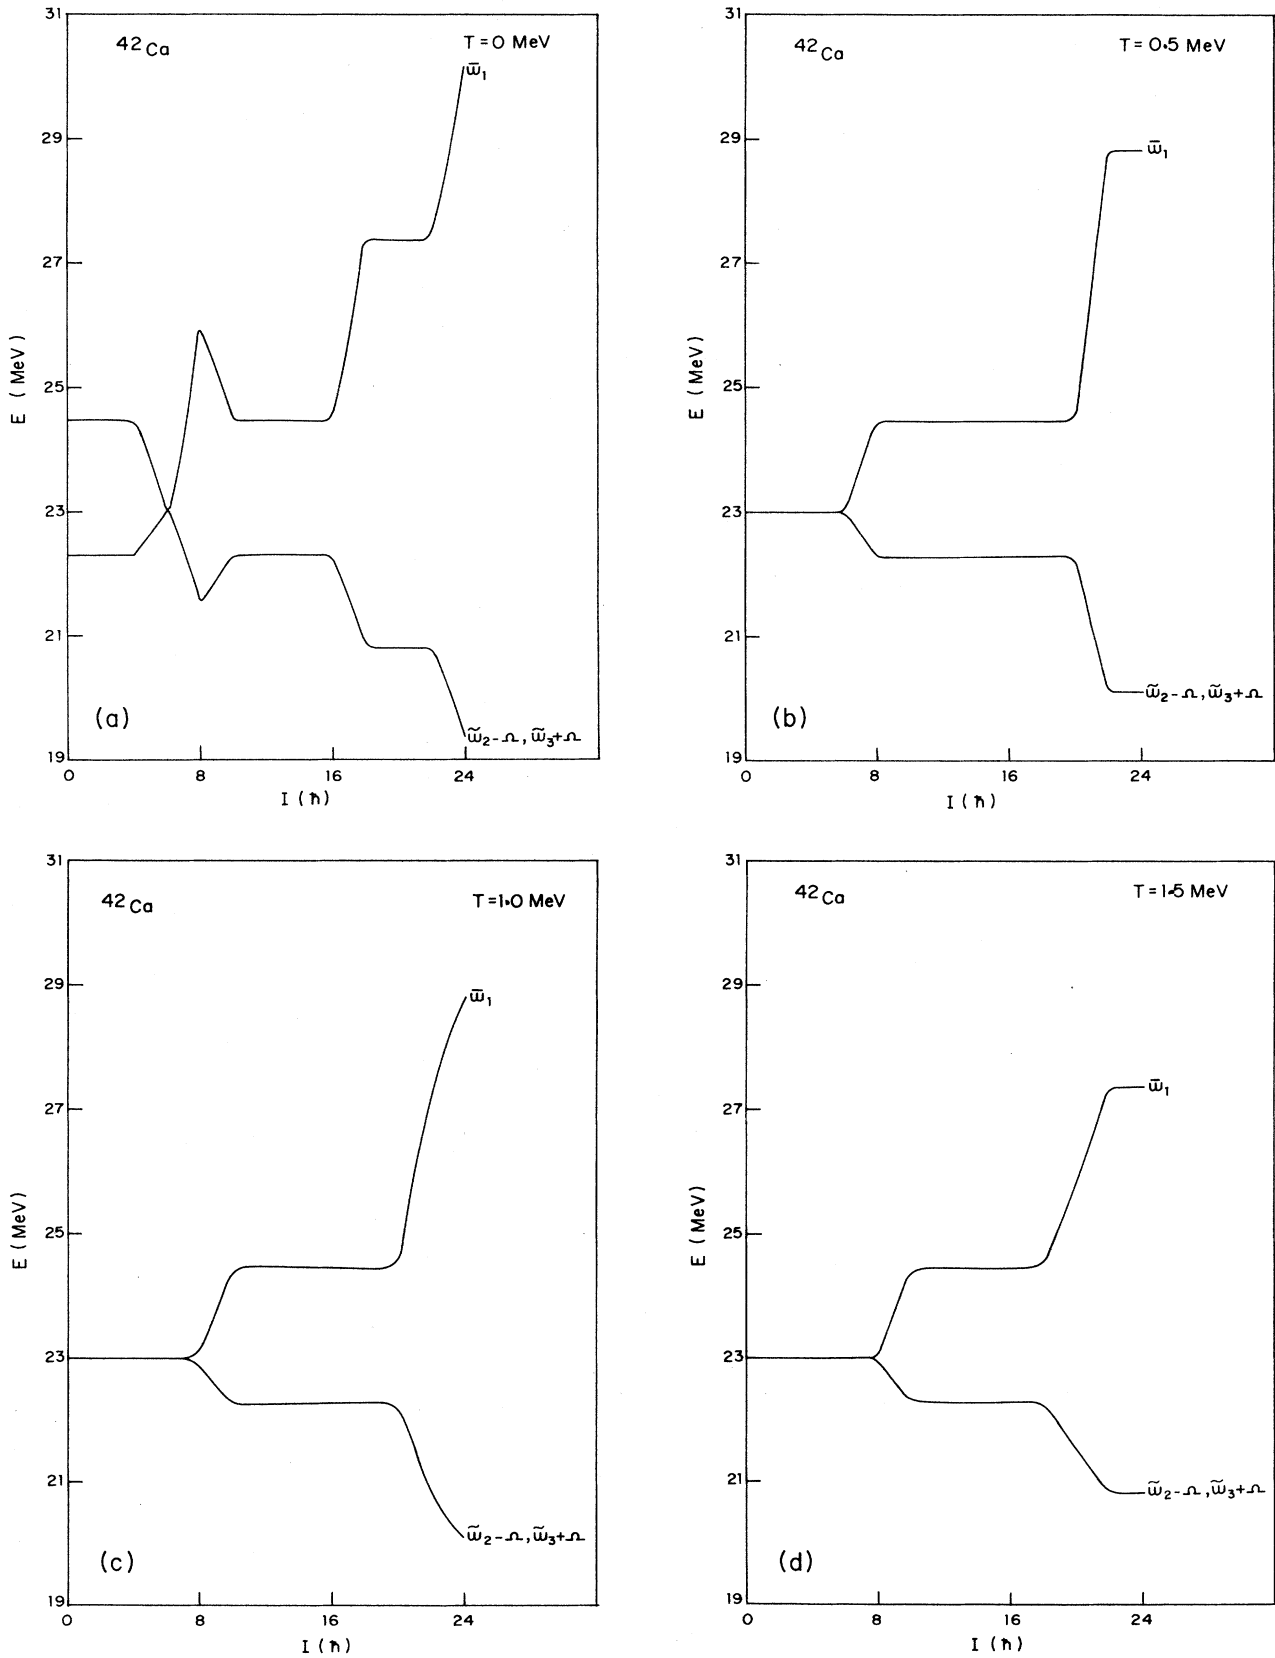 31
29
27
25
23
21
19
E (MeV)
⁴²Ca
T=0 MeV
ω̄₁
ω̃₂-Ω, ω̃₃+Ω
(a)
0 8 16 24
I (ħ)
31
29
27
25
23
21
19
E (MeV)
⁴²Ca
T=0·5 MeV
ω̄₁
ω̃₂-Ω, ω̃₃+Ω
(b)
0 8 16 24
I (ħ)
31
29
27
25
23
21
19
E (MeV)
⁴²Ca
T=1·0 MeV
ω̄₁
ω̃₂-Ω, ω̃₃+Ω
(c)
0 8 16 24
I (ħ)
31
29
27
25
23
21
19
E (MeV)
⁴²Ca
T=1·5 MeV
ω̄₁
ω̃₂-Ω, ω̃₃+Ω
(d)
0 8 16 24
I (ħ)